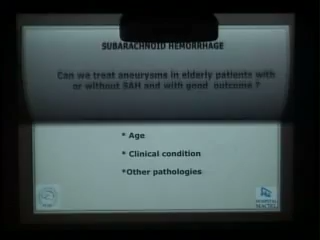 SUBARACHNOID HEMORRHAGE
Can we treat aneurysms in elderly patients with
or without SAH and with good outcome ?
* Age
* Clinical condition
*Other pathologies
HOSPITAL